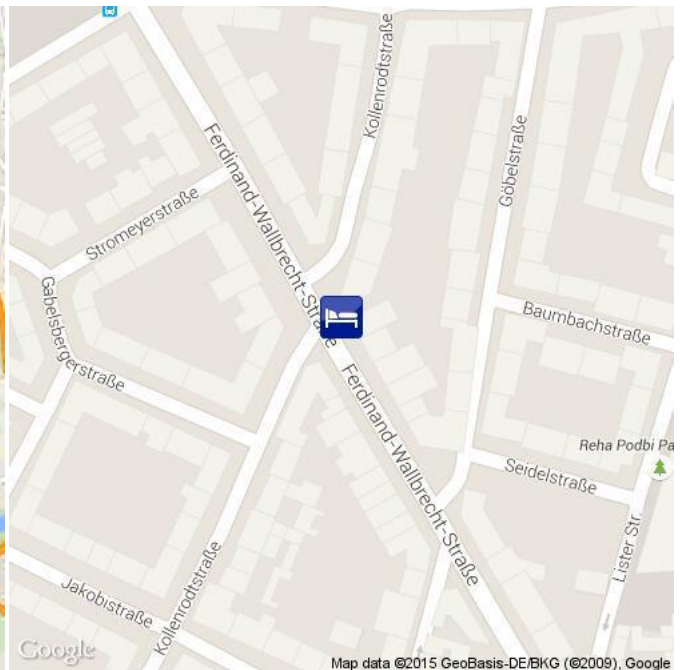 Kollenrodtstraße
Ferdinand-Wallbrecht-Straße
Göbelstraße
Stromeyerstraße
Gabelsbergerstraße
Baumbachstraße
Ferdinand-Wallbrecht-Straße
Reha Podbi Pa
Seidelstraße
Lister Str.
Kollenrodtstraße
Jakobistraße
Google
Map data ©2015 GeoBasis-DE/BKG (©2009), Google